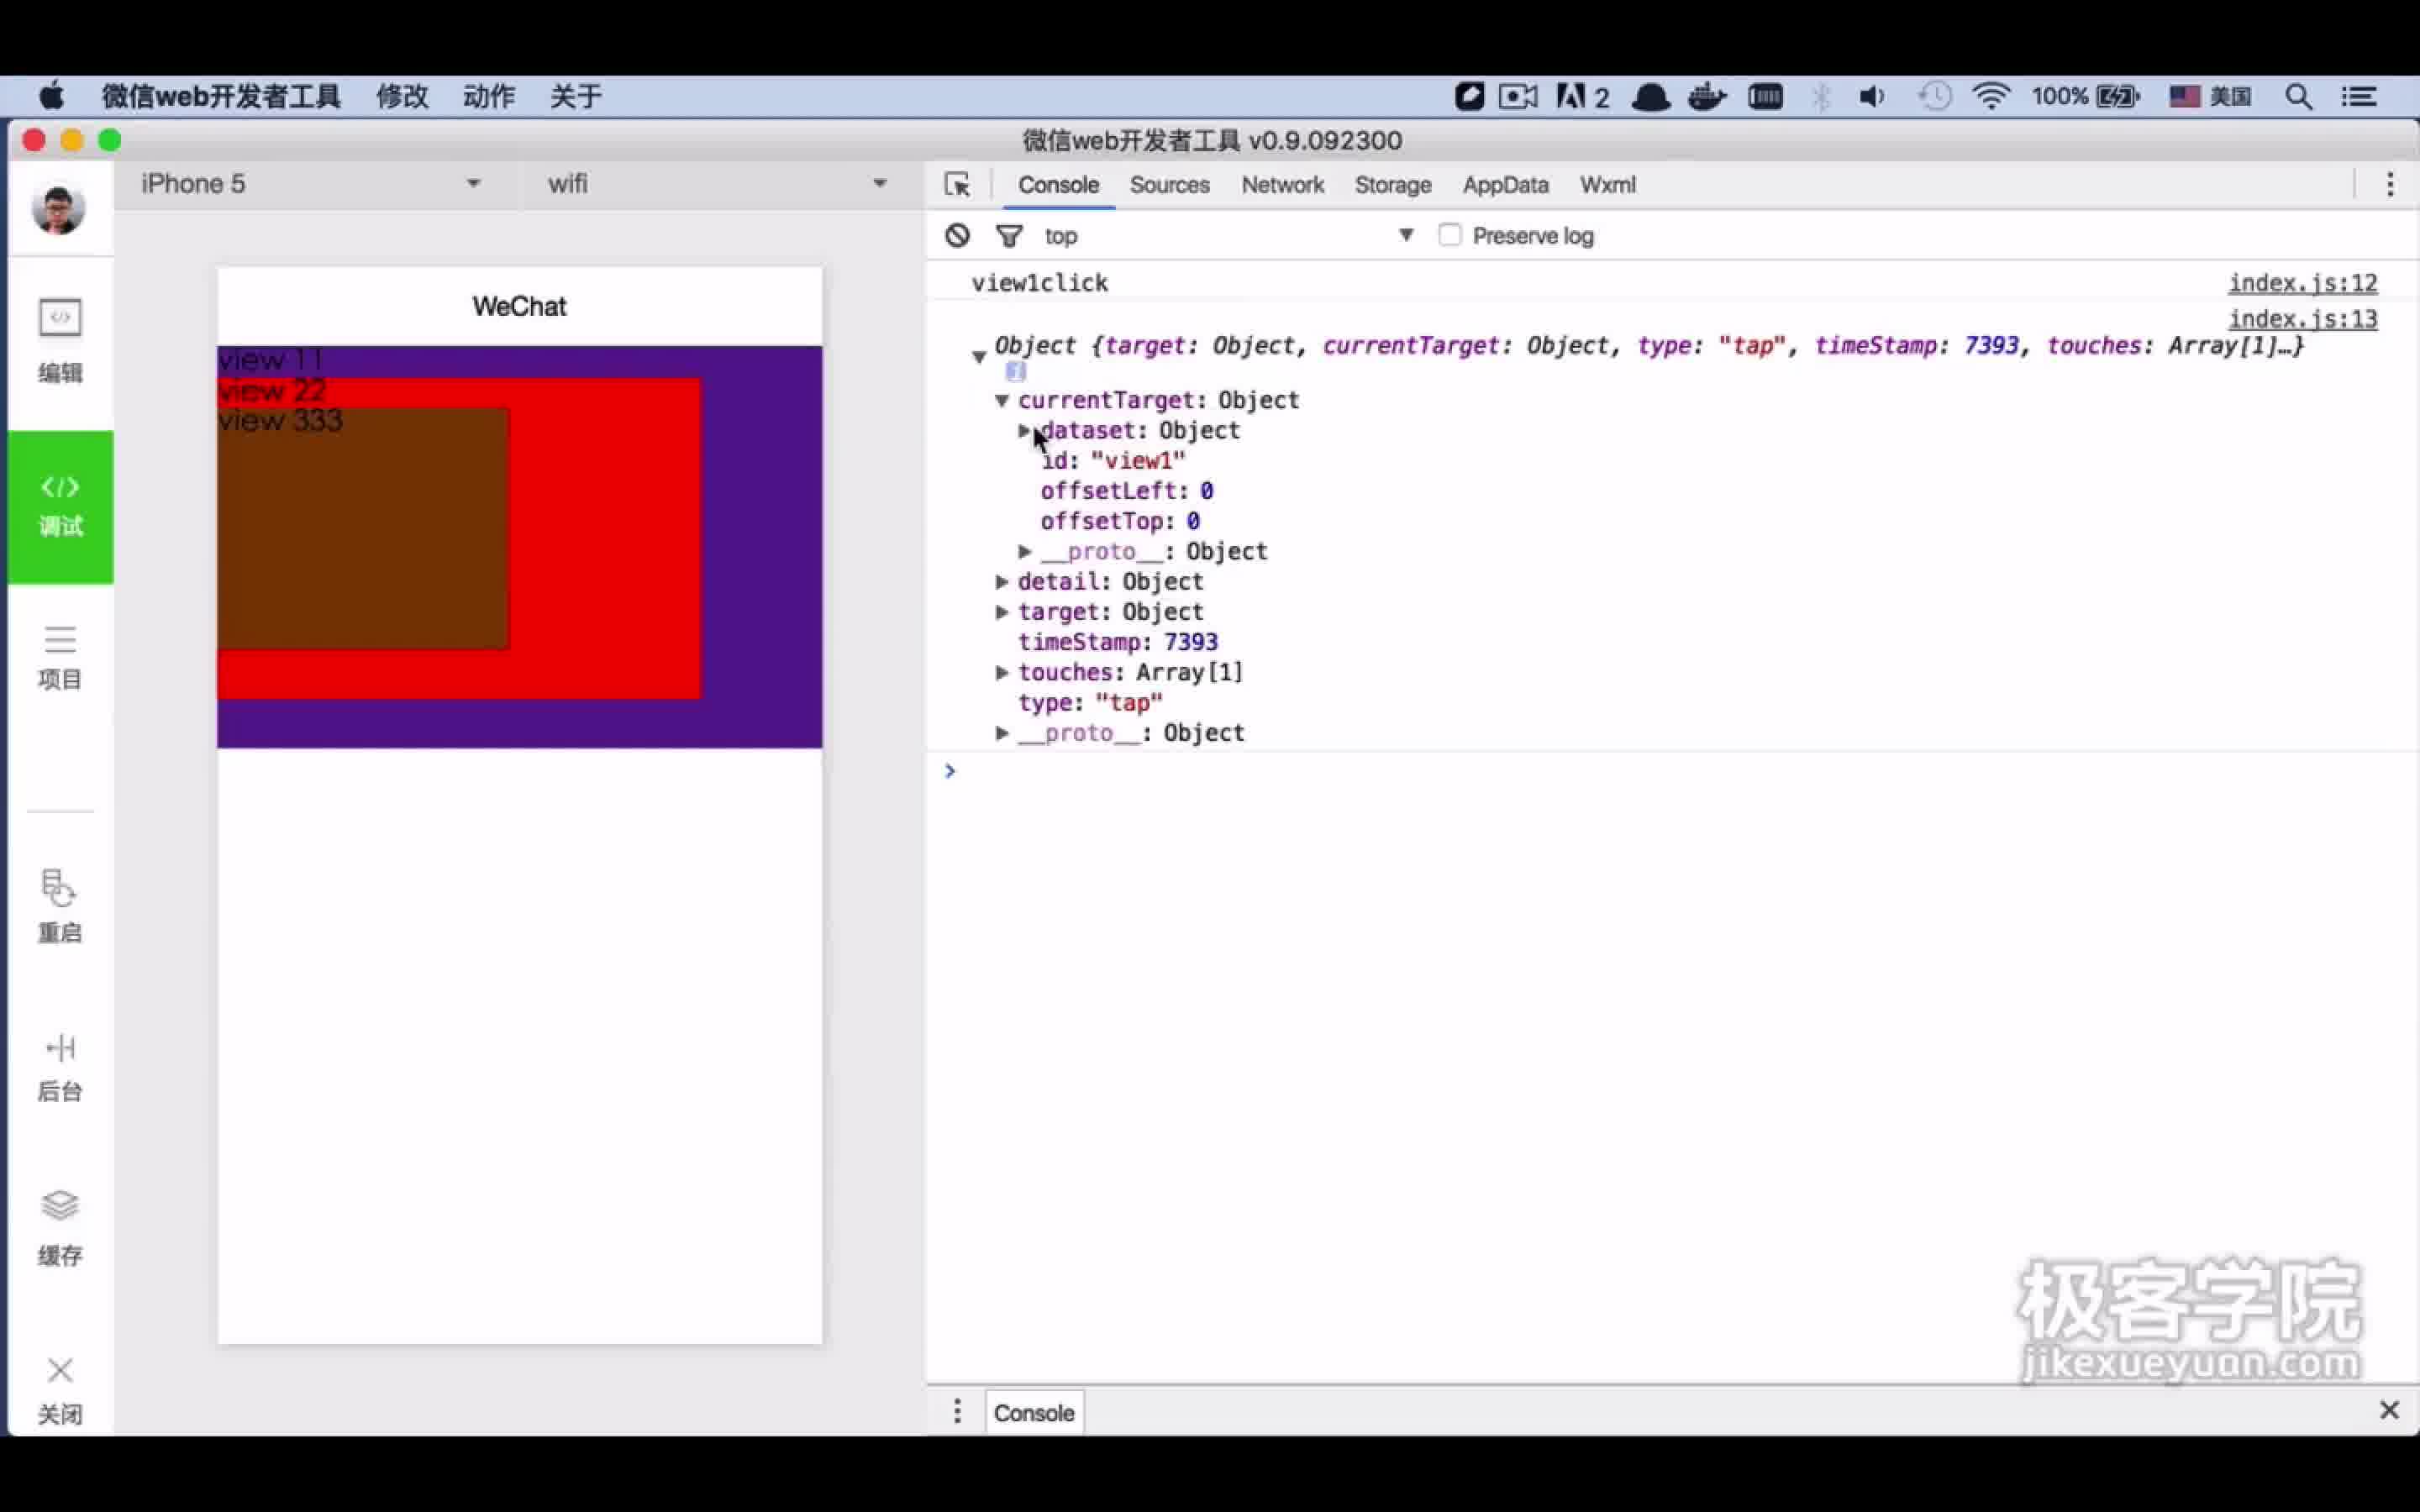 微信web开发者工具 修改 动作 关于 2 100% 美国
微信web开发者工具 v0.9.092300
iPhone 5 wifi
Console Sources Network Storage AppData Wxml
top Preserve log
编辑
调试
项目
重启
后台
缓存
关闭
WeChat
view 11
view 22
view 333
view1click index.js:12
index.js:13
Object {target: Object, currentTarget: Object, type: "tap", timeStamp: 7393, touches: Array[1]…}
currentTarget: Object
dataset: Object
id: "view1"
offsetLeft: 0
offsetTop: 0
__proto__: Object
detail: Object
target: Object
timeStamp: 7393
touches: Array[1]
type: "tap"
__proto__: Object
极客学院
jikexueyuan.com
Console